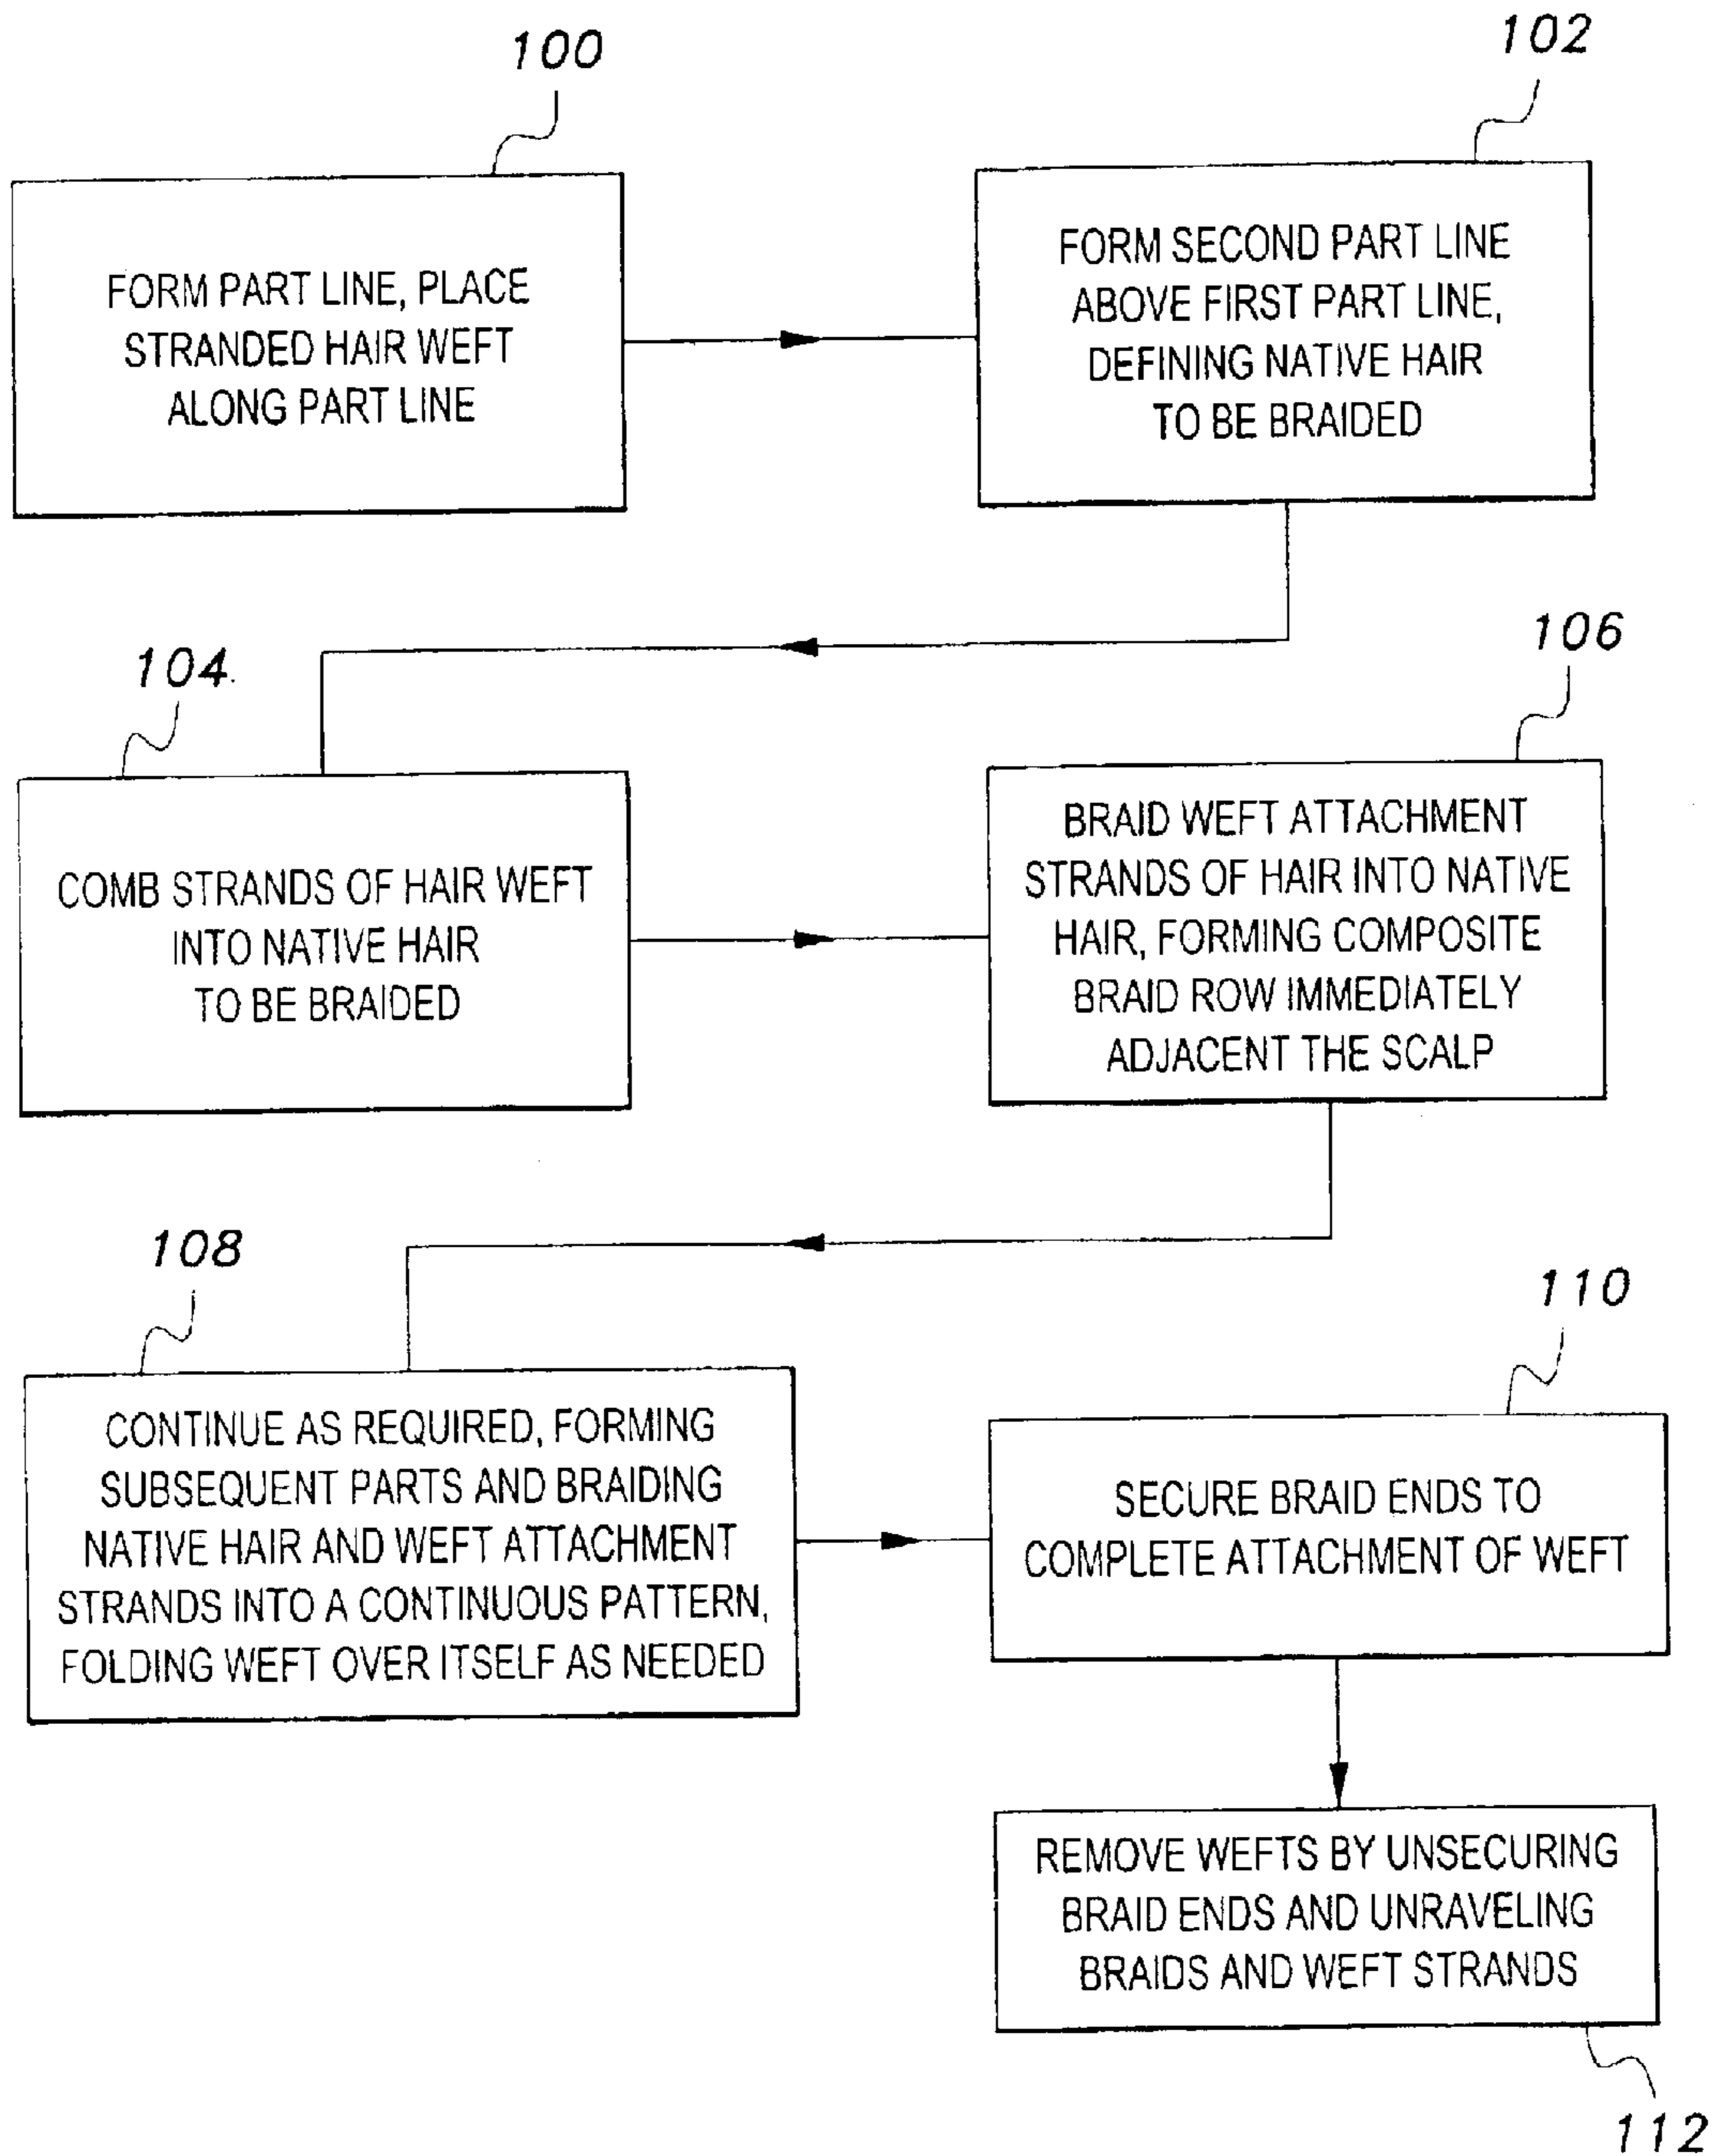 100
FORM PART LINE, PLACE
STRANDED HAIR WEFT
ALONG PART LINE
102
FORM SECOND PART LINE
ABOVE FIRST PART LINE,
DEFINING NATIVE HAIR
TO BE BRAIDED
104
COMB STRANDS OF HAIR WEFT
INTO NATIVE HAIR
TO BE BRAIDED
106
BRAID WEFT ATTACHMENT
STRANDS OF HAIR INTO NATIVE
HAIR, FORMING COMPOSITE
BRAID ROW IMMEDIATELY
ADJACENT THE SCALP
108
CONTINUE AS REQUIRED, FORMING
SUBSEQUENT PARTS AND BRAIDING
NATIVE HAIR AND WEFT ATTACHMENT
STRANDS INTO A CONTINUOUS PATTERN,
FOLDING WEFT OVER ITSELF AS NEEDED
110
SECURE BRAID ENDS TO
COMPLETE ATTACHMENT OF WEFT
REMOVE WEFTS BY UNSECURING
BRAID ENDS AND UNRAVELING
BRAIDS AND WEFT STRANDS
112